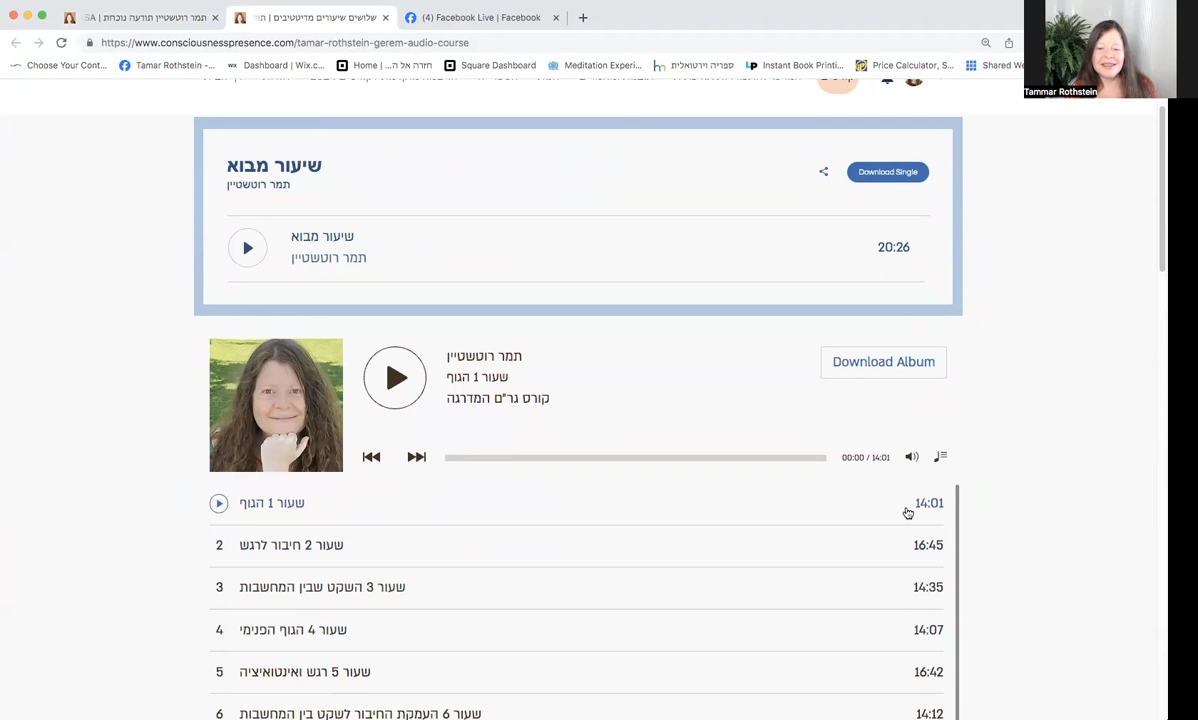 תמר רוטשטיין תודעה נוכחת | SA
שלושים שיעורים מדיטטיבים | תוד
(4) Facebook Live | Facebook
https://www.consciousnesspresence.com/tamar-rothstein-gerem-audio-course
Choose Your Cont...
Tamar Rothstein -...
Dashboard | Wix.c...
Home | חזרה אל ה...
Square Dashboard
Meditation Experi...
ספריה וירטואלית
Instant Book Printi...
Price Calculator, S...
Shared We
Tammar Rothstein
שיעור מבוא
תמר רוטשטיין
Download Single
שיעור מבוא
תמר רוטשטיין
20:26
תמר רוטשטיין
שעור 1 הגוף
קורס גר"ם המדרגה
Download Album
00:00 / 14:01
שעור 1 הגוף 14:01
2 שעור 2 חיבור לרגש 16:45
3 שעור 3 השקט שבין המחשבות 14:35
4 שעור 4 הגוף הפנימי 14:07
5 שעור 5 רגש ואינטואיציה 16:42
6 שעור 6 העמקת החיבור לשקט בין המחשבות 14:12